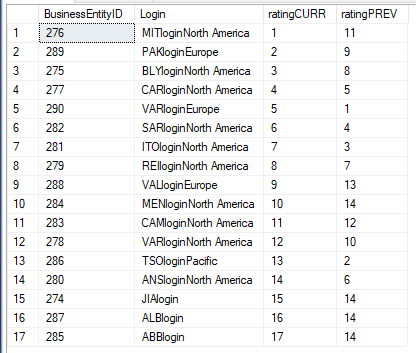 BusinessEntityID Login ratingCURR ratingPREV
1 276 MITloginNorth America 1 11
2 289 PAKloginEurope 2 9
3 275 BLYloginNorth America 3 8
4 277 CARloginNorth America 4 5
5 290 VARloginEurope 5 1
6 282 SARloginNorth America 6 4
7 281 ITOloginNorth America 7 3
8 279 REIloginNorth America 8 7
9 288 VALloginEurope 9 13
10 284 MENloginNorth America 10 14
11 283 CAMloginNorth America 11 12
12 278 VARloginNorth America 12 10
13 286 TSOloginPacific 13 2
14 280 ANSloginNorth America 14 6
15 274 JIAlogin 15 14
16 287 ALBlogin 16 14
17 285 ABBlogin 17 14